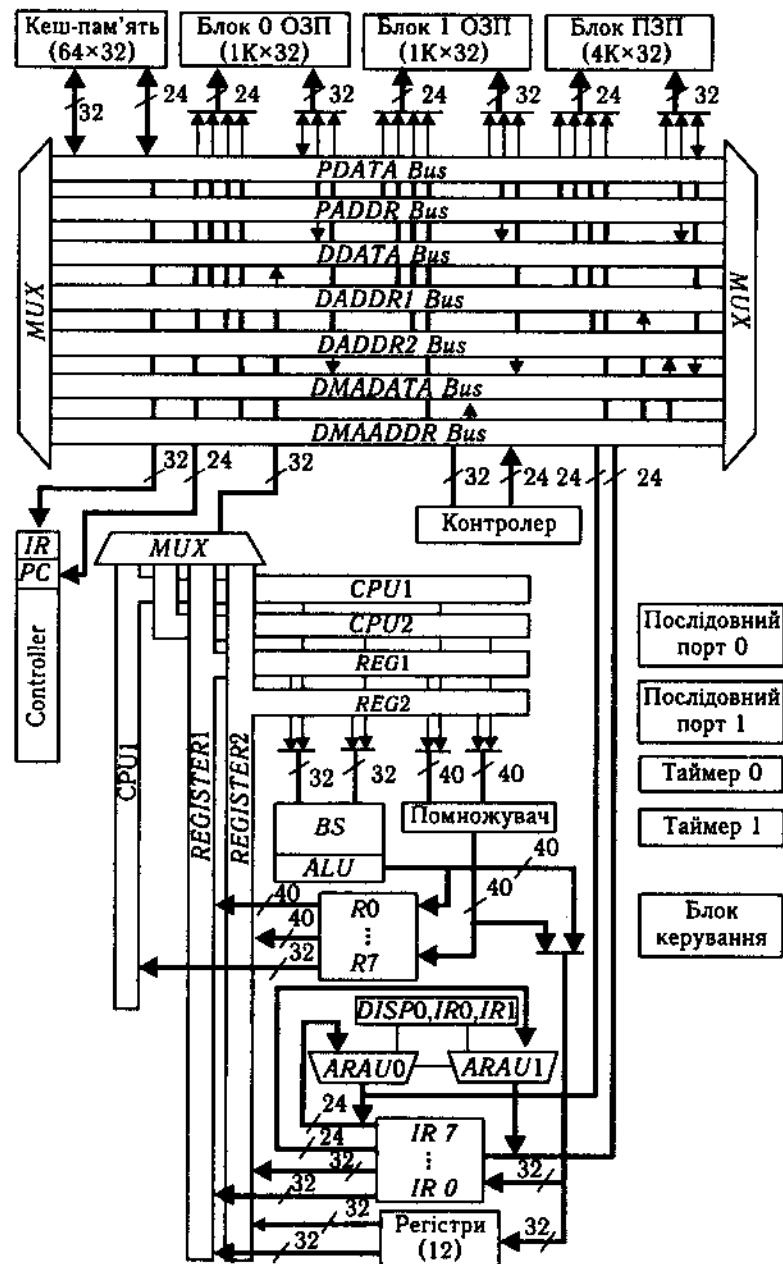 Кеш-пам'ять
(64×32)
Блок 0 ОЗП
(1K×32)
Блок 1 ОЗП
(1K×32)
Блок ПЗП
(4K×32)
32
24
24
32
24
32
24
32
PDATA Bus
PADDR Bus
DDATA Bus
DADDR1 Bus
DADDR2 Bus
DMADATA Bus
DMAADDR Bus
MUX
MUX
32
24
32
32
24
24
24
Контролер
IR
PC
Controller
MUX
CPU1
CPU2
REG1
REG2
CPU1
REGISTER1
REGISTER2
Послідовний
порт 0
Послідовний
порт 1
Таймер 0
Таймер 1
Блок
керування
32
32
40
40
BS
ALU
Помножувач
40
40
40
40
32
R0
⋮
R7
DISP0,IR0,IR1
ARAU0
ARAU1
24
24
32
32
IR 7
⋮
IR 0
32
32
32
Регістри
(12)
32